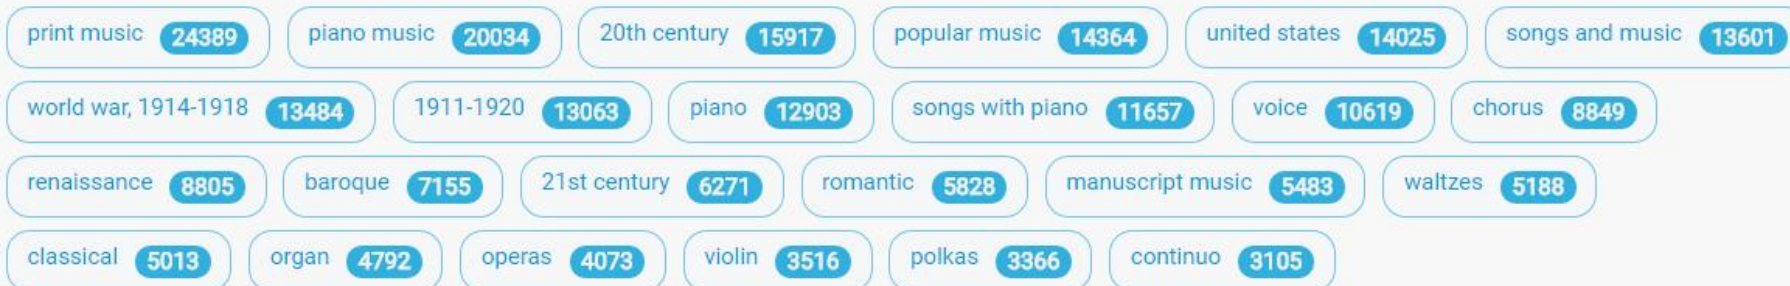 print music 24389 piano music 20034 20th century 15917 popular music 14364 united states 14025 songs and music 13601
world war, 1914-1918 13484 1911-1920 13063 piano 12903 songs with piano 11657 voice 10619 chorus 8849
renaissance 8805 baroque 7155 21st century 6271 romantic 5828 manuscript music 5483 waltzes 5188
classical 5013 organ 4792 operas 4073 violin 3516 polkas 3366 continuo 3105